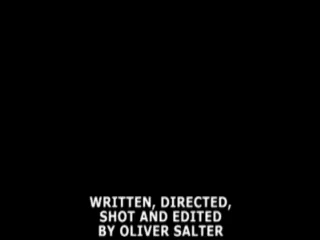 WRITTEN, DIRECTED,
SHOT AND EDITED
BY OLIVER SALTER